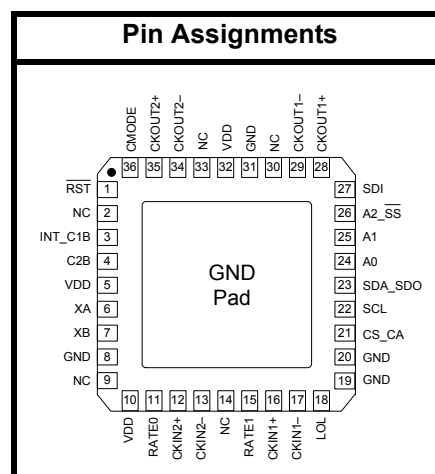 Pin Assignments
CMODE
CKOUT2+
CKOUT2–
NC
VDD
GND
NC
CKOUT1–
CKOUT1+
36 35 34 33 32 31 30 29 28
RST 1
NC 2
INT_C1B 3
C2B 4
VDD 5
XA 6
XB 7
GND 8
NC 9
GND
Pad
27 SDI
26 A2_SS
25 A1
24 A0
23 SDA_SDO
22 SCL
21 CS_CA
20 GND
19 GND
10 11 12 13 14 15 16 17 18
VDD
RATE0
CKIN2+
CKIN2–
NC
RATE1
CKIN1+
CKIN1–
LOL